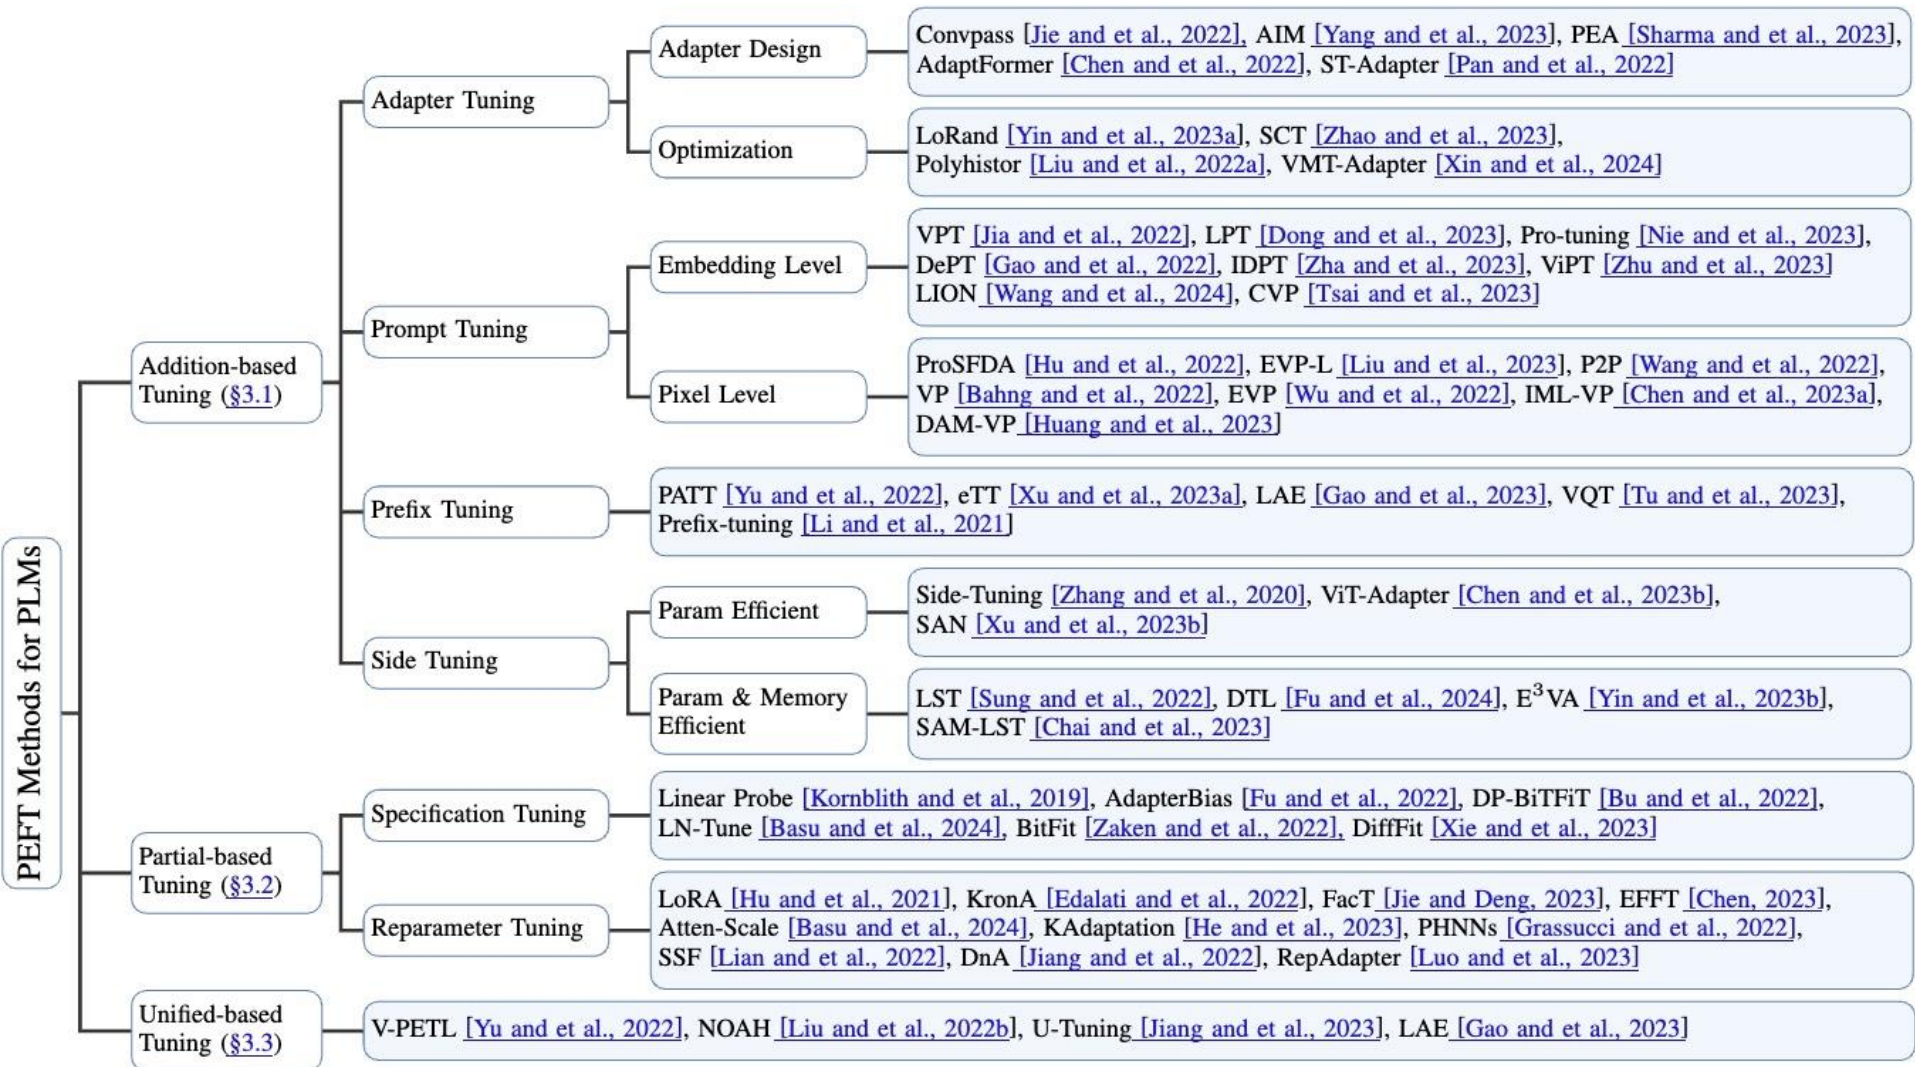 PEFT Methods for PLMs
Addition-based
Tuning (§3.1)
Adapter Tuning
Adapter Design
Convpass [Jie and et al., 2022], AIM [Yang and et al., 2023], PEA [Sharma and et al., 2023],
AdaptFormer [Chen and et al., 2022], ST-Adapter [Pan and et al., 2022]
Optimization
LoRand [Yin and et al., 2023a], SCT [Zhao and et al., 2023],
Polyhistor [Liu and et al., 2022a], VMT-Adapter [Xin and et al., 2024]
Prompt Tuning
Embedding Level
VPT [Jia and et al., 2022], LPT [Dong and et al., 2023], Pro-tuning [Nie and et al., 2023],
DePT [Gao and et al., 2022], IDPT [Zha and et al., 2023], ViPT [Zhu and et al., 2023]
LION [Wang and et al., 2024], CVP [Tsai and et al., 2023]
Pixel Level
ProSFDA [Hu and et al., 2022], EVP-L [Liu and et al., 2023], P2P [Wang and et al., 2022],
VP [Bahng and et al., 2022], EVP [Wu and et al., 2022], IML-VP [Chen and et al., 2023a],
DAM-VP [Huang and et al., 2023]
Prefix Tuning
PATT [Yu and et al., 2022], eTT [Xu and et al., 2023a], LAE [Gao and et al., 2023], VQT [Tu and et al., 2023],
Prefix-tuning [Li and et al., 2021]
Side Tuning
Param Efficient
Side-Tuning [Zhang and et al., 2020], ViT-Adapter [Chen and et al., 2023b],
SAN [Xu and et al., 2023b]
Param & Memory
Efficient
LST [Sung and et al., 2022], DTL [Fu and et al., 2024], E³VA [Yin and et al., 2023b],
SAM-LST [Chai and et al., 2023]
Partial-based
Tuning (§3.2)
Specification Tuning
Linear Probe [Kornblith and et al., 2019], AdapterBias [Fu and et al., 2022], DP-BiTFiT [Bu and et al., 2022],
LN-Tune [Basu and et al., 2024], BitFit [Zaken and et al., 2022], DiffFit [Xie and et al., 2023]
Reparameter Tuning
LoRA [Hu and et al., 2021], KronA [Edalati and et al., 2022], FacT [Jie and Deng, 2023], EFFT [Chen, 2023],
Atten-Scale [Basu and et al., 2024], KAdaptation [He and et al., 2023], PHNNs [Grassucci and et al., 2022],
SSF [Lian and et al., 2022], DnA [Jiang and et al., 2022], RepAdapter [Luo and et al., 2023]
Unified-based
Tuning (§3.3)
V-PETL [Yu and et al., 2022], NOAH [Liu and et al., 2022b], U-Tuning [Jiang and et al., 2023], LAE [Gao and et al., 2023]